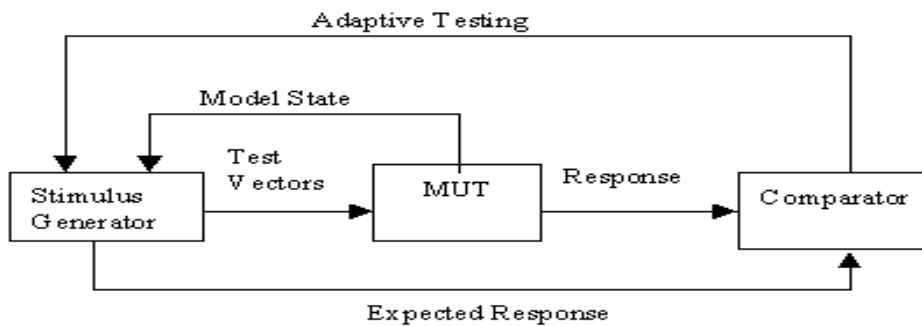 Adaptive Testing
Model State
Test
Vectors
Stimulus
Generator
MUT
Response
Comparator
Expected Response